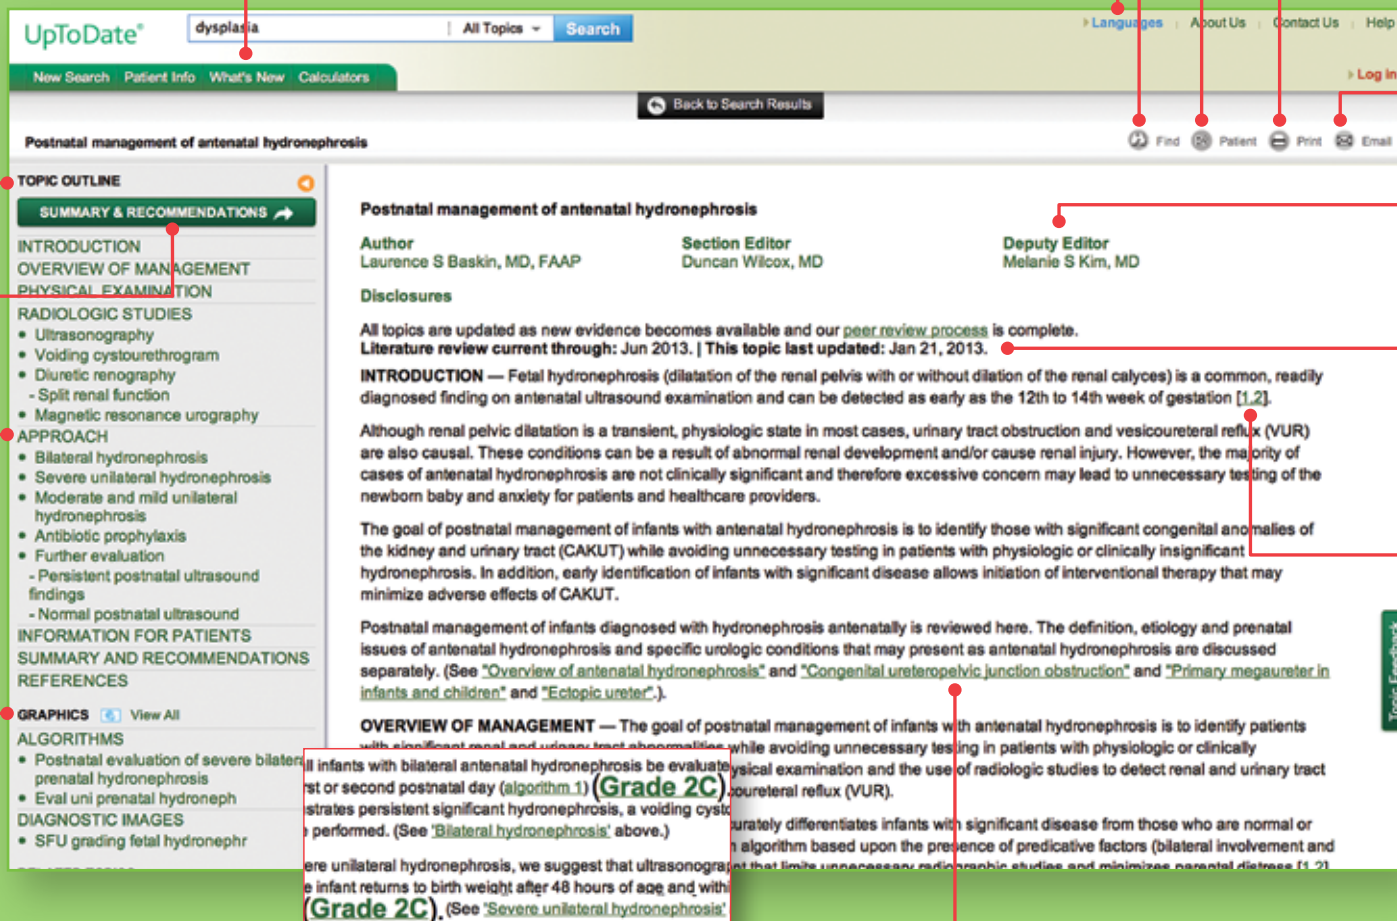 UpToDate®
dysplasia
All Topics
Search
Languages
About Us
Contact Us
Help
New Search
Patient Info
What's New
Calculators
Log in
Back to Search Results
Postnatal management of antenatal hydronephrosis
Find
Patient
Print
Email
TOPIC OUTLINE
SUMMARY & RECOMMENDATIONS
INTRODUCTION
OVERVIEW OF MANAGEMENT
PHYSICAL EXAMINATION
RADIOLOGIC STUDIES
• Ultrasonography
• Voiding cystourethrogram
• Diuretic renography
- Split renal function
• Magnetic resonance urography
APPROACH
• Bilateral hydronephrosis
• Severe unilateral hydronephrosis
• Moderate and mild unilateral
hydronephrosis
• Antibiotic prophylaxis
• Further evaluation
- Persistent postnatal ultrasound
findings
- Normal postnatal ultrasound
INFORMATION FOR PATIENTS
SUMMARY AND RECOMMENDATIONS
REFERENCES
GRAPHICS View All
ALGORITHMS
• Postnatal evaluation of severe bilatera
prenatal hydronephrosis
• Eval uni prenatal hydroneph
DIAGNOSTIC IMAGES
• SFU grading fetal hydronephr
Postnatal management of antenatal hydronephrosis
Author
Laurence S Baskin, MD, FAAP
Section Editor
Duncan Wilcox, MD
Deputy Editor
Melanie S Kim, MD
Disclosures
All topics are updated as new evidence becomes available and our peer review process is complete.
Literature review current through: Jun 2013. | This topic last updated: Jan 21, 2013.
INTRODUCTION — Fetal hydronephrosis (dilatation of the renal pelvis with or without dilation of the renal calyces) is a common, readily
diagnosed finding on antenatal ultrasound examination and can be detected as early as the 12th to 14th week of gestation [1,2].
Although renal pelvic dilatation is a transient, physiologic state in most cases, urinary tract obstruction and vesicoureteral reflux (VUR)
are also causal. These conditions can be a result of abnormal renal development and/or cause renal injury. However, the majority of
cases of antenatal hydronephrosis are not clinically significant and therefore excessive concern may lead to unnecessary testing of the
newborn baby and anxiety for patients and healthcare providers.
The goal of postnatal management of infants with antenatal hydronephrosis is to identify those with significant congenital anomalies of
the kidney and urinary tract (CAKUT) while avoiding unnecessary testing in patients with physiologic or clinically insignificant
hydronephrosis. In addition, early identification of infants with significant disease allows initiation of interventional therapy that may
minimize adverse effects of CAKUT.
Postnatal management of infants diagnosed with hydronephrosis antenatally is reviewed here. The definition, etiology and prenatal
issues of antenatal hydronephrosis and specific urologic conditions that may present as antenatal hydronephrosis are discussed
separately. (See "Overview of antenatal hydronephrosis" and "Congenital ureteropelvic junction obstruction" and "Primary megaureter in
infants and children" and "Ectopic ureter".).
OVERVIEW OF MANAGEMENT — The goal of postnatal management of infants with antenatal hydronephrosis is to identify patients
with significant renal and urinary tract abnormalities while avoiding unnecessary testing in patients with physiologic or clinically
ysical examination and the use of radiologic studies to detect renal and urinary tract
coureteral reflux (VUR).
urately differentiates infants with significant disease from those who are normal or
algorithm based upon the presence of predicative factors (bilateral involvement and
nt that limits unnecessary radiographic studies and minimizes parental distress [1,2]
ll infants with bilateral antenatal hydronephrosis be evaluate
rst or second postnatal day (algorithm 1) (Grade 2C).
strates persistent significant hydronephrosis, a voiding cysto
performed. (See 'Bilateral hydronephrosis' above.)
ere unilateral hydronephrosis, we suggest that ultrasonograp
e infant returns to birth weight after 48 hours of age and withi
(Grade 2C). (See 'Severe unilateral hydronephrosis'
Topic Feedback